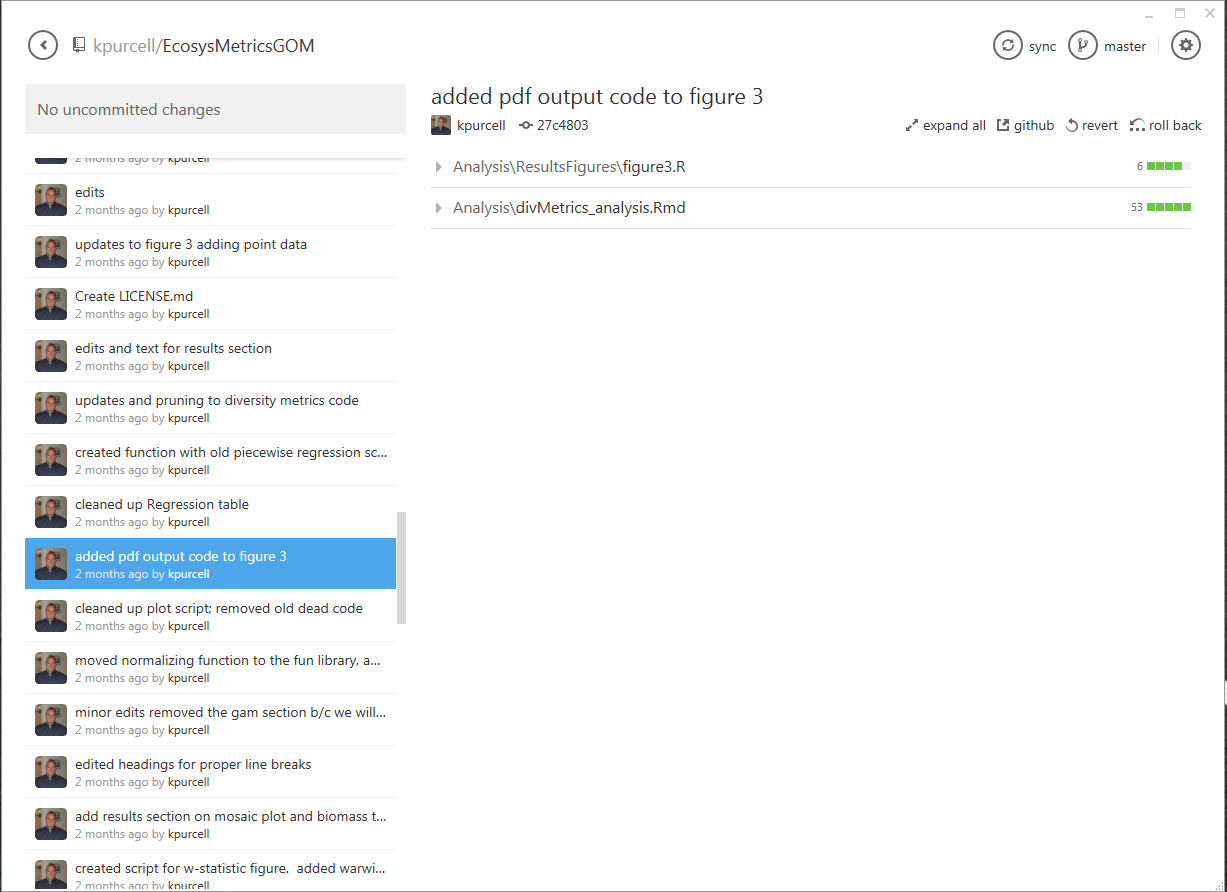 kpurcell/EcosysMetricsGOM
sync
master
No uncommitted changes
2 months ago by kpurcell
edits
2 months ago by kpurcell
updates to figure 3 adding point data
2 months ago by kpurcell
Create LICENSE.md
2 months ago by kpurcell
edits and text for results section
2 months ago by kpurcell
updates and pruning to diversity metrics code
2 months ago by kpurcell
created function with old piecewise regression sc...
2 months ago by kpurcell
cleaned up Regression table
2 months ago by kpurcell
added pdf output code to figure 3
2 months ago by kpurcell
cleaned up plot script; removed old dead code
2 months ago by kpurcell
moved normalizing function to the fun library, a...
2 months ago by kpurcell
minor edits removed the gam section b/c we will...
2 months ago by kpurcell
edited headings for proper line breaks
2 months ago by kpurcell
add results section on mosaic plot and biomass t...
2 months ago by kpurcell
created script for w-statistic figure.  added warwi...
2 months ago by kpurcell
added pdf output code to figure 3
kpurcell 27c4803
expand all github revert roll back
Analysis\ResultsFigures\figure3.R 6
Analysis\divMetrics_analysis.Rmd 53